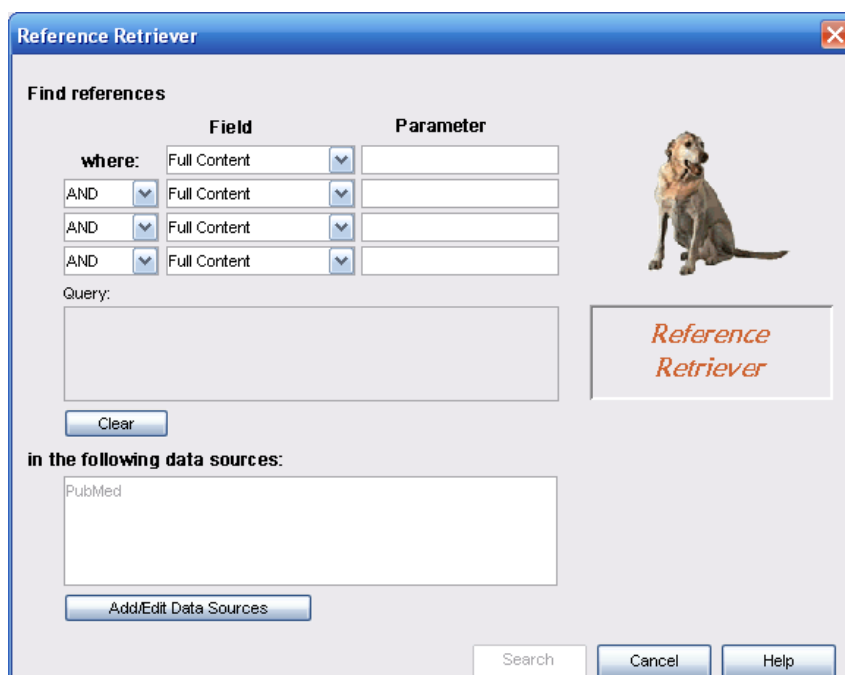 Reference Retriever
Find references
Field Parameter
where: Full Content
AND Full Content
AND Full Content
AND Full Content
Query:
Reference
Retriever
Clear
in the following data sources:
PubMed
Add/Edit Data Sources
Search Cancel Help